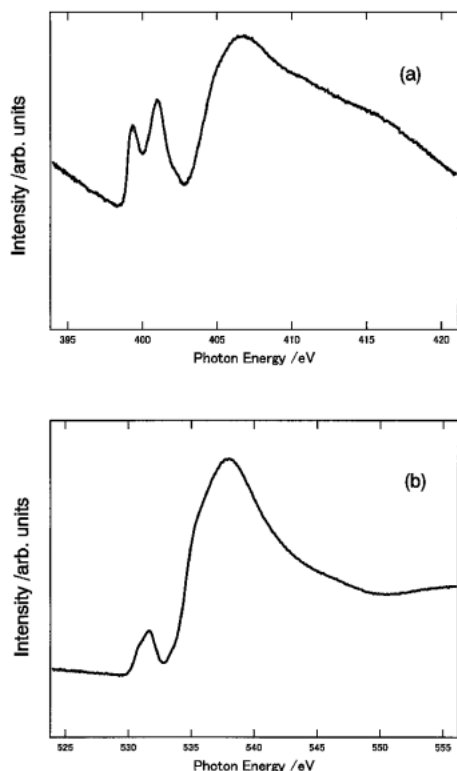 (a)
Intensity /arb. units
395 400 405 410 415 420
Photon Energy /eV
(b)
Intensity /arb. units
525 530 535 540 545 550 555
Photon Energy /eV